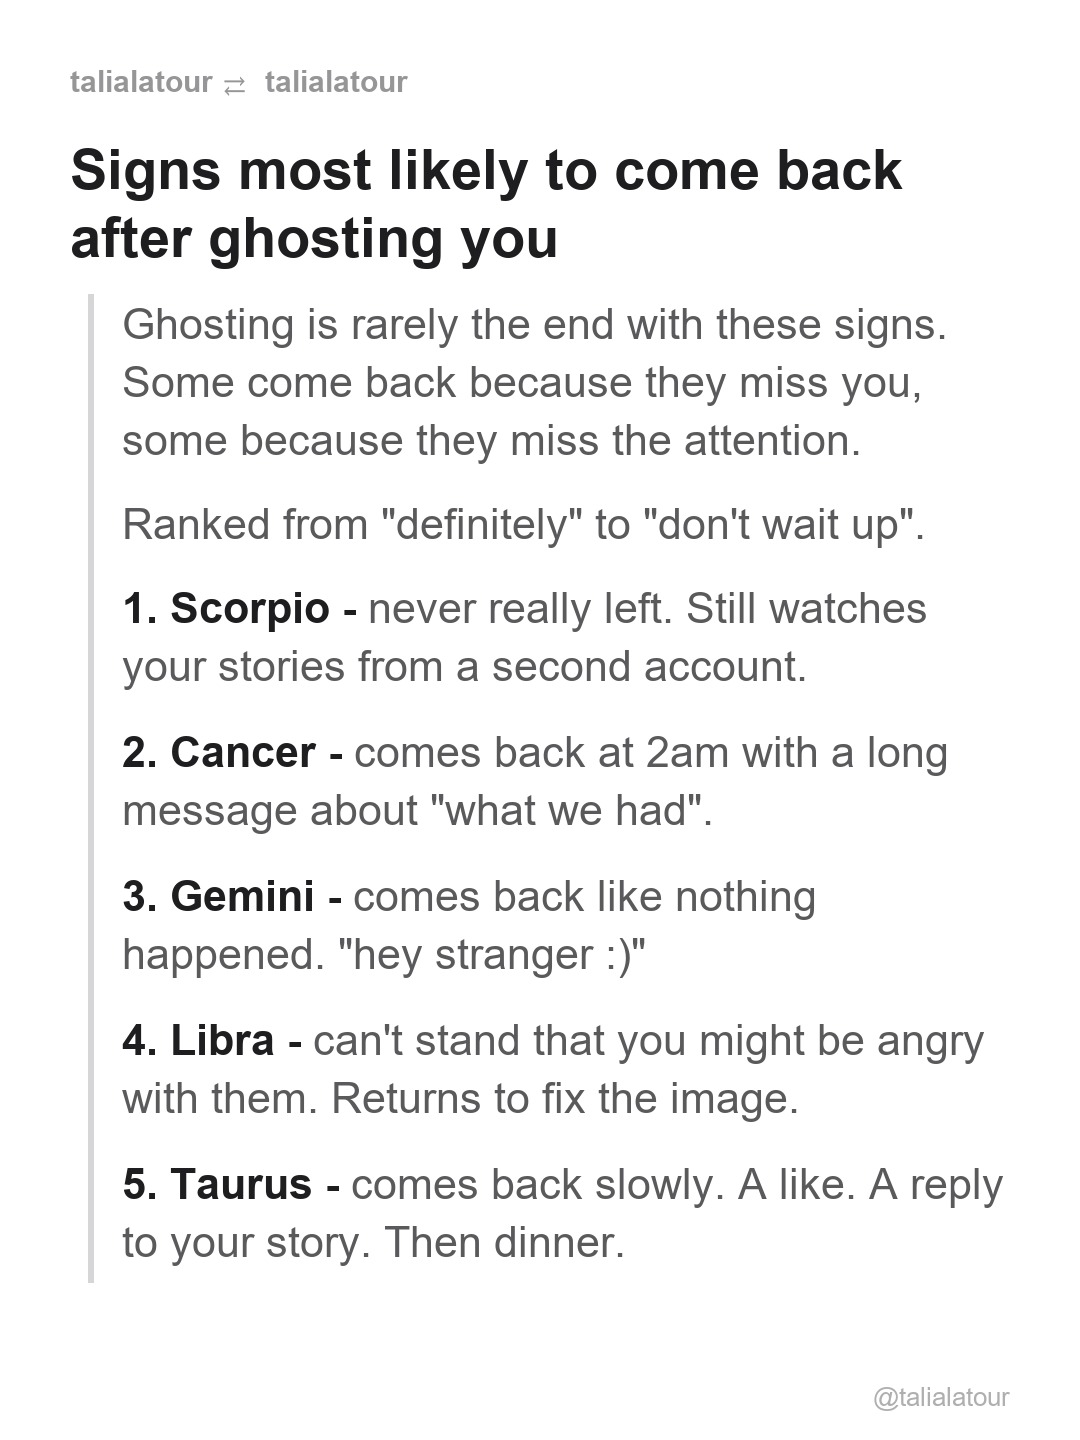 talialatour ⇄ talialatour
Signs most likely to come back
after ghosting you
Ghosting is rarely the end with these signs.
Some come back because they miss you,
some because they miss the attention.
Ranked from "definitely" to "don't wait up".
1. Scorpio - never really left. Still watches
your stories from a second account.
2. Cancer - comes back at 2am with a long
message about "what we had".
3. Gemini - comes back like nothing
happened. "hey stranger :)"
4. Libra - can't stand that you might be angry
with them. Returns to fix the image.
5. Taurus - comes back slowly. A like. A reply
to your story. Then dinner.
@talialatour